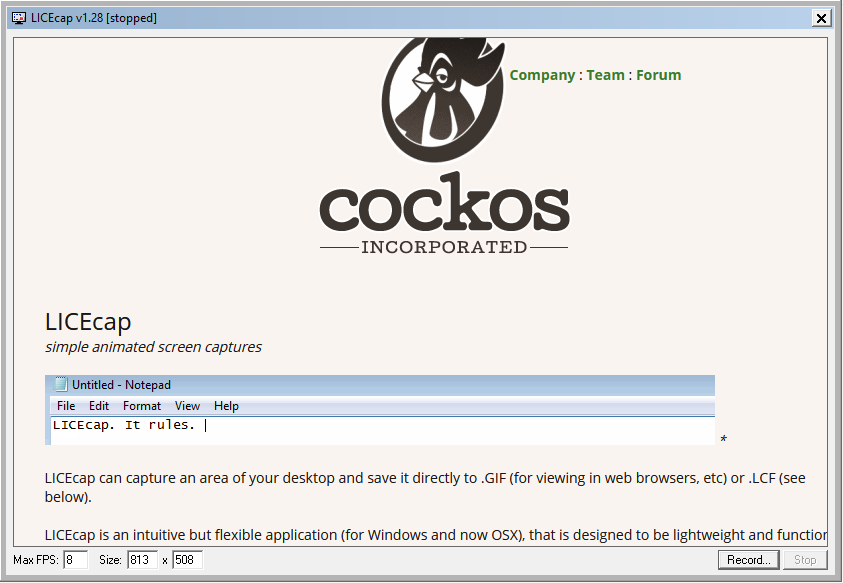 LICEcap v1.28 [stopped]
Company : Team : Forum
cockos
INCORPORATED
LICEcap
simple animated screen captures
Untitled - Notepad
File Edit Format View Help
LICEcap. It rules.
*
LICEcap can capture an area of your desktop and save it directly to .GIF (for viewing in web browsers, etc) or .LCF (see
below).
LICEcap is an intuitive but flexible application (for Windows and now OSX), that is designed to be lightweight and function
Max FPS: 8 Size: 813 x 508 Record... Stop